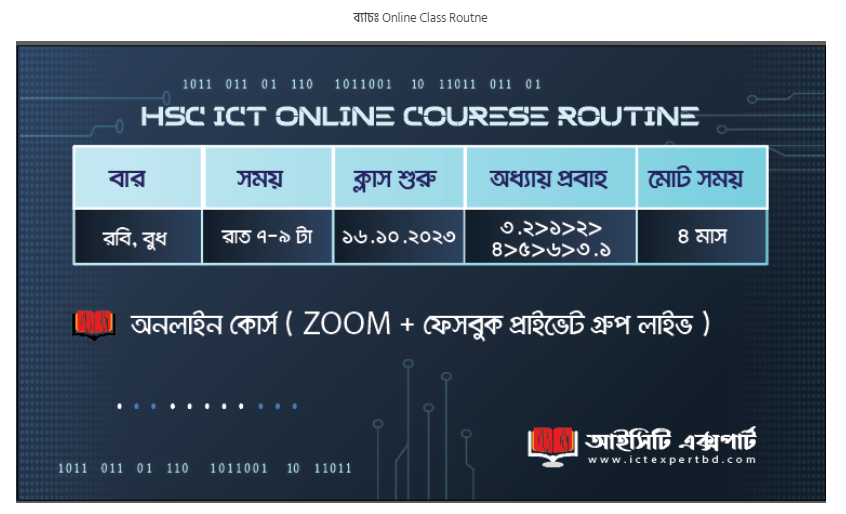 ব্যাচঃ Online Class Routne
1011 011 01 110 1011001 10 11011 011 01
HSC ICT ONLINE COURESE ROUTINE
বার সময় ক্লাস শুরু অধ্যায় প্রবাহ মোট সময়
রবি, বুধ রাত ৭-৯ টা ১৬.১০.২০২৩ ৩.২>১>২> ৪ মাস
৪>৫>৬>৩.১
অনলাইন কোর্স ( ZOOM + ফেসবুক প্রাইভেট গ্রুপ লাইভ )
আইসিটি এক্সপার্ট
www.ictexpertbd.com
1011 011 01 110 1011001 10 11011